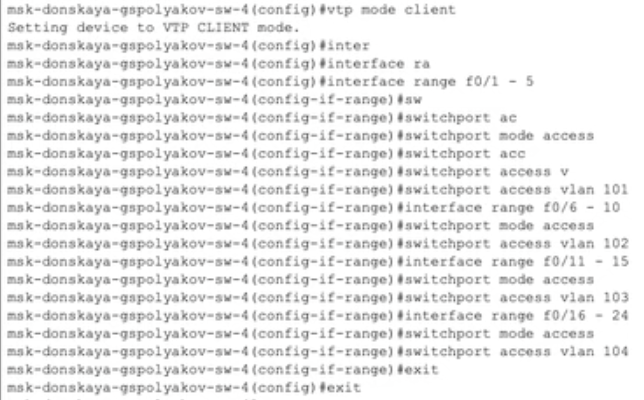 msk-donskaya-gspolyakov-sw-4(config)#vtp mode client
Setting device to VTP CLIENT mode.
msk-donskaya-gspolyakov-sw-4(config)#inter
msk-donskaya-gspolyakov-sw-4(config)#interface ra
msk-donskaya-gspolyakov-sw-4(config)#interface range f0/1 - 5
msk-donskaya-gspolyakov-sw-4(config-if-range)#sw
msk-donskaya-gspolyakov-sw-4(config-if-range)#switchport ac
msk-donskaya-gspolyakov-sw-4(config-if-range)#switchport mode access
msk-donskaya-gspolyakov-sw-4(config-if-range)#switchport acc
msk-donskaya-gspolyakov-sw-4(config-if-range)#switchport access v
msk-donskaya-gspolyakov-sw-4(config-if-range)#switchport access vlan 101
msk-donskaya-gspolyakov-sw-4(config-if-range)#interface range f0/6 - 10
msk-donskaya-gspolyakov-sw-4(config-if-range)#switchport mode access
msk-donskaya-gspolyakov-sw-4(config-if-range)#switchport access vlan 102
msk-donskaya-gspolyakov-sw-4(config-if-range)#interface range f0/11 - 15
msk-donskaya-gspolyakov-sw-4(config-if-range)#switchport mode access
msk-donskaya-gspolyakov-sw-4(config-if-range)#switchport access vlan 103
msk-donskaya-gspolyakov-sw-4(config-if-range)#interface range f0/16 - 24
msk-donskaya-gspolyakov-sw-4(config-if-range)#switchport mode access
msk-donskaya-gspolyakov-sw-4(config-if-range)#switchport access vlan 104
msk-donskaya-gspolyakov-sw-4(config-if-range)#exit
msk-donskaya-gspolyakov-sw-4(config)#exit